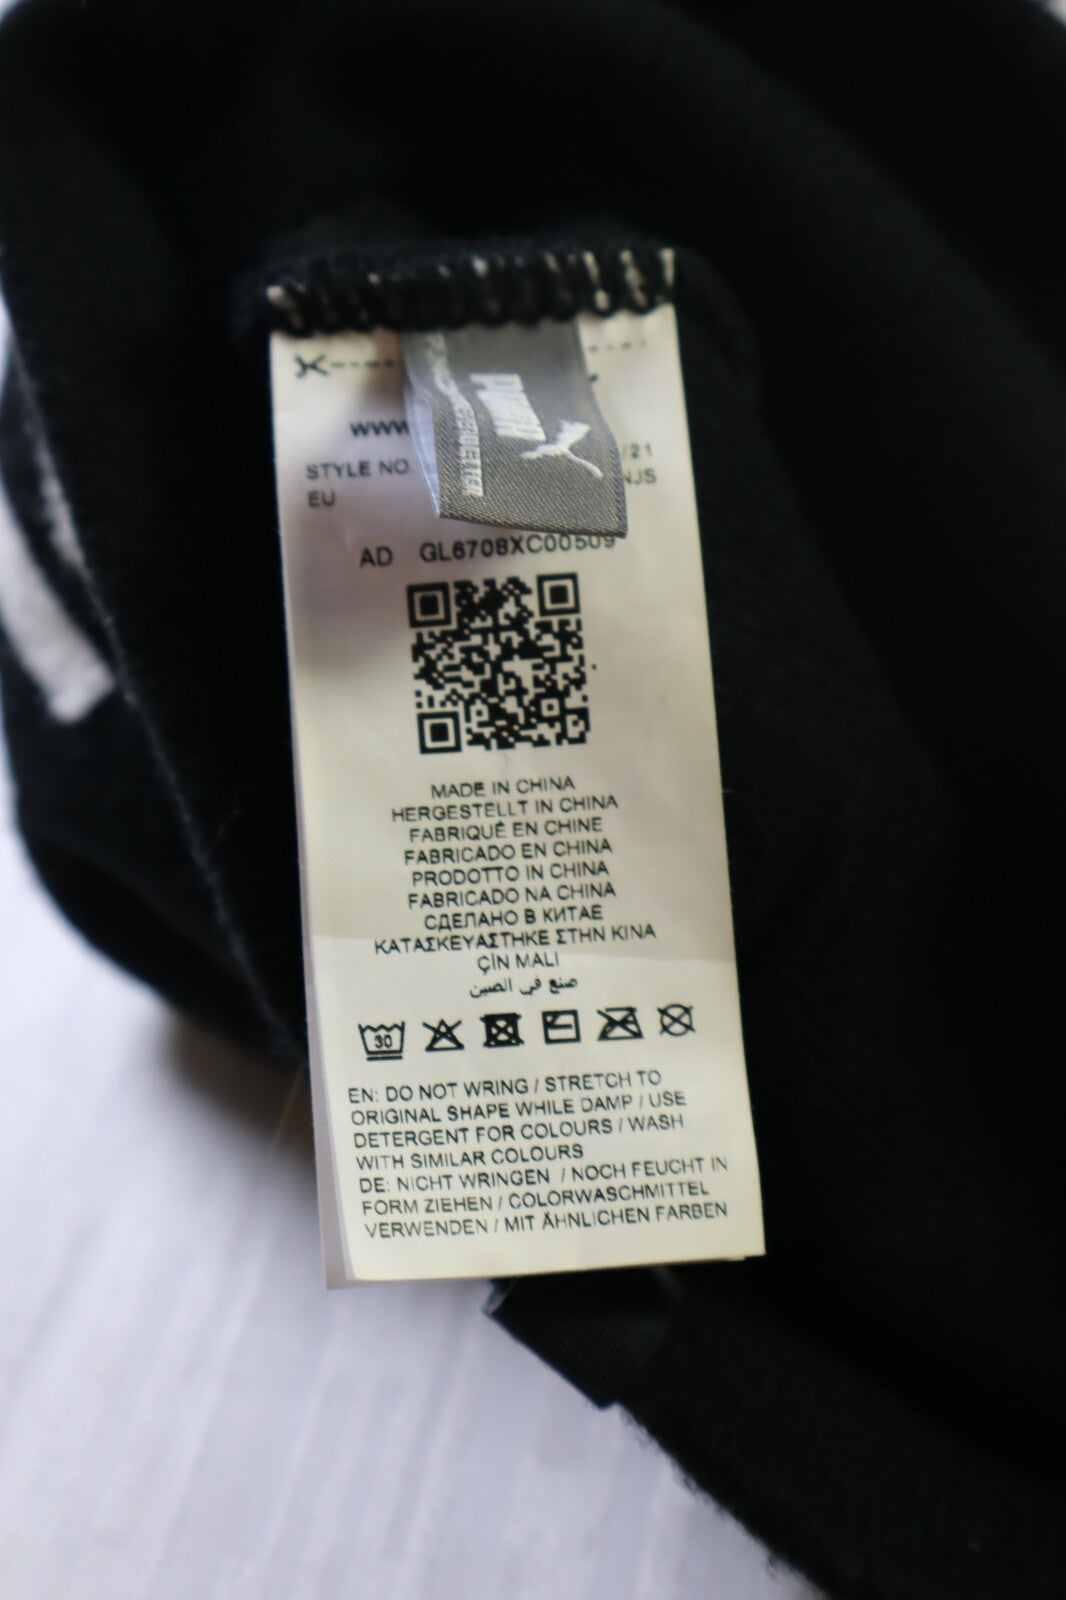 PUMA
WWW
STYLE NO.
/21
EU
NJS
AD GL6708XC00509
MADE IN CHINA
HERGESTELLT IN CHINA
FABRIQUÉ EN CHINE
FABRICADO EN CHINA
PRODOTTO IN CHINA
FABRICADO NA CHINA
СДЕЛАНО В КИТАЕ
ΚΑΤΑΣΚΕΥΑΣΤΗΚΕ ΣΤΗΝ ΚΙΝΑ
ÇİN MALI
صنع في الصين
30
EN: DO NOT WRING / STRETCH TO
ORIGINAL SHAPE WHILE DAMP / USE
DETERGENT FOR COLOURS / WASH
WITH SIMILAR COLOURS
DE: NICHT WRINGEN / NOCH FEUCHT IN
FORM ZIEHEN / COLORWASCHMITTEL
VERWENDEN / MIT ÄHNLICHEN FARBEN